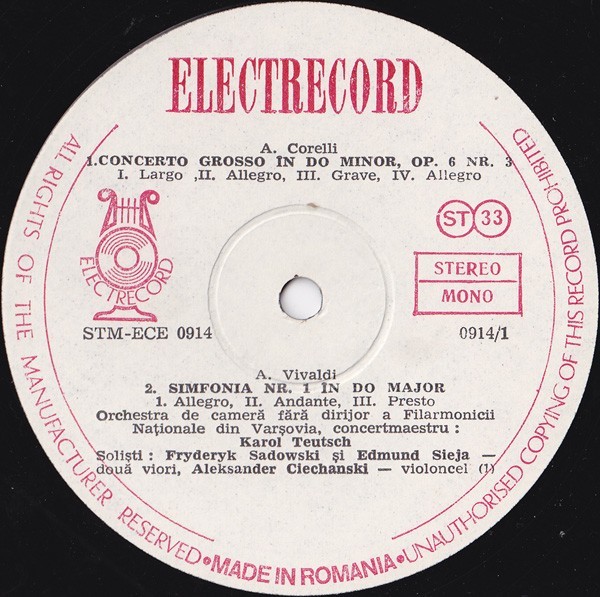 ELECTRECORD
A. Corelli
1.CONCERTO GROSSO ÎN DO MINOR, OP. 6 NR. 3
I. Largo ,II. Allegro, III. Grave, IV. Allegro
ELECTRECORD
ST 33
STEREO
MONO
STM-ECE 0914
0914/1
A. Vivaldi
2. SIMFONIA NR. 1 ÎN DO MAJOR
1. Allegro, II. Andante, III. Presto
Orchestra de cameră fără dirijor a Filarmonicii
Naționale din Varșovia, concertmaestru :
Karol Teutsch
Soliști : Fryderyk Sadowski și Edmund Sieja —
două viori, Aleksander Ciechanski — violoncel (1)
ALL RIGHTS OF THE MANUFACTURER RESERVED • MADE IN ROMANIA • UNAUTHORISED COPYING OF THIS RECORD PROHIBITED